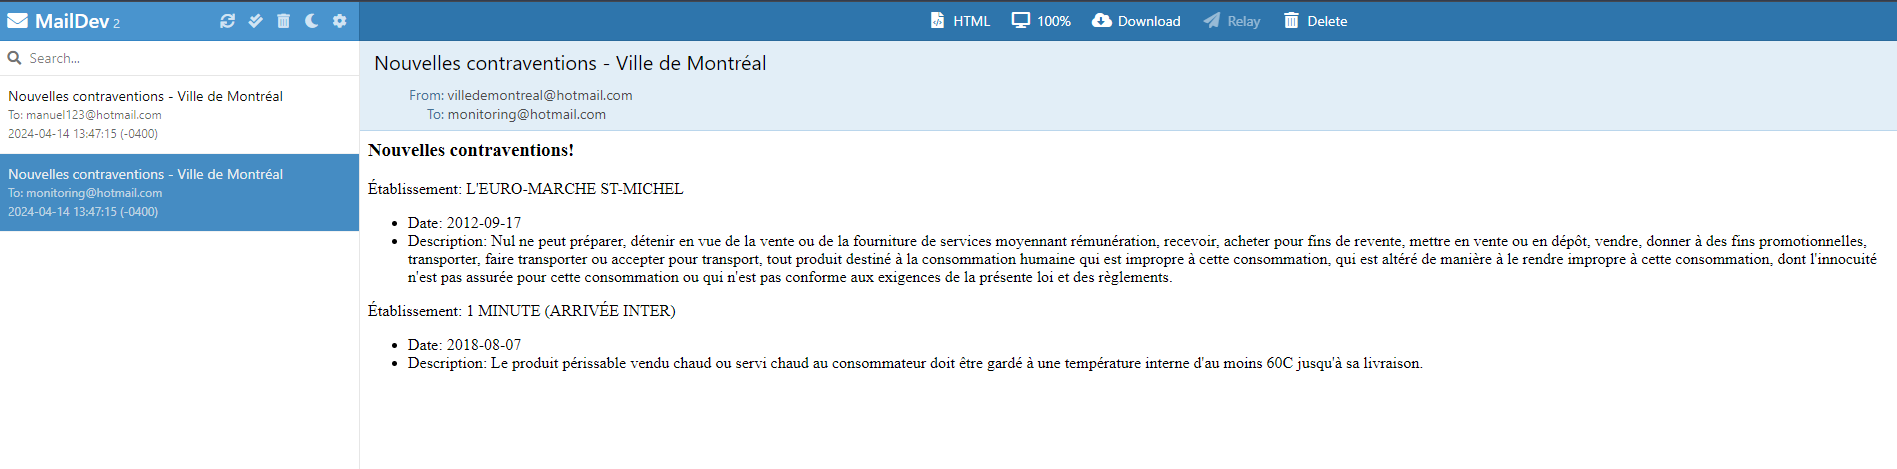 MailDev 2
HTML 100% Download Relay Delete
Search...
Nouvelles contraventions - Ville de Montréal
To: manuel123@hotmail.com
2024-04-14 13:47:15 (-0400)
Nouvelles contraventions - Ville de Montréal
To: monitoring@hotmail.com
2024-04-14 13:47:15 (-0400)
Nouvelles contraventions - Ville de Montréal
From: villedemontreal@hotmail.com
To: monitoring@hotmail.com
Nouvelles contraventions!
Établissement: L'EURO-MARCHE ST-MICHEL
• Date: 2012-09-17
• Description: Nul ne peut préparer, détenir en vue de la vente ou de la fourniture de services moyennant rémunération, recevoir, acheter pour fins de revente, mettre en vente ou en dépôt, vendre, donner à des fins promotionnelles,
transporter, faire transporter ou accepter pour transport, tout produit destiné à la consommation humaine qui est impropre à cette consommation, qui est altéré de manière à le rendre impropre à cette consommation, dont l'innocuité
n'est pas assurée pour cette consommation ou qui n'est pas conforme aux exigences de la présente loi et des règlements.
Établissement: 1 MINUTE (ARRIVÉE INTER)
• Date: 2018-08-07
• Description: Le produit périssable vendu chaud ou servi chaud au consommateur doit être gardé à une température interne d'au moins 60C jusqu'à sa livraison.